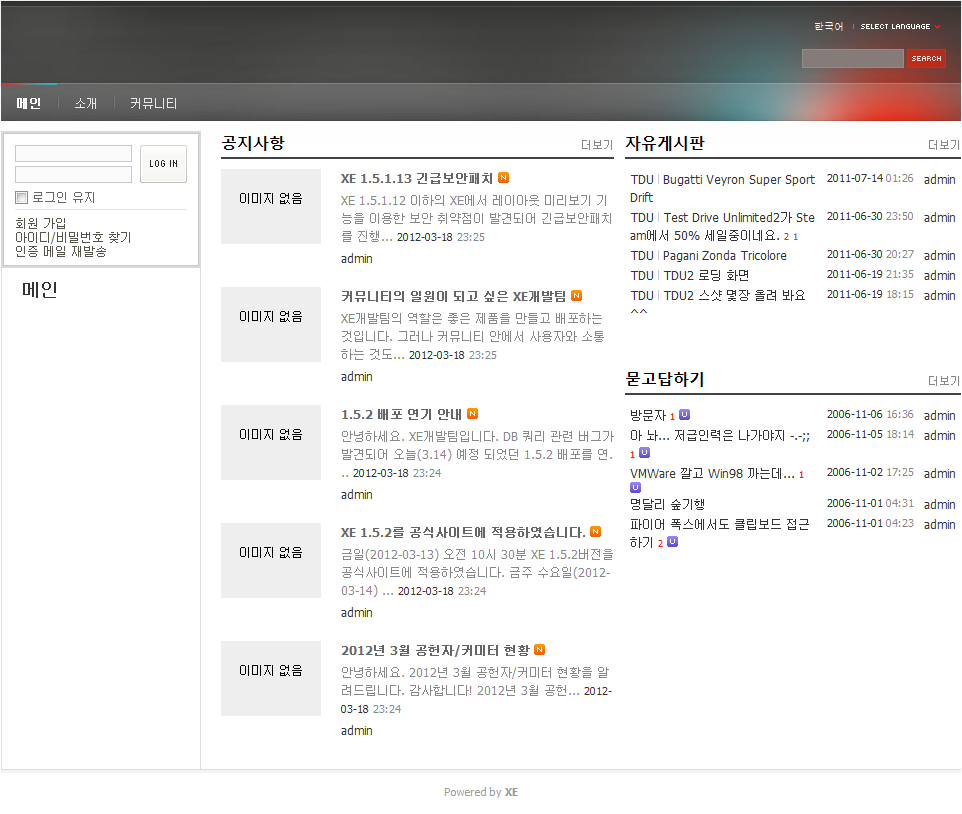 한국어 | SELECT LANGUAGE
SEARCH
메인 소개 커뮤니티
LOG IN
로그인 유지
회원 가입
아이디/비밀번호 찾기
인증 메일 재발송
메인
공지사항 더보기
이미지 없음
XE 1.5.1.13 긴급보안패치 N
XE 1.5.1.12 이하의 XE에서 레이아웃 미리보기 기
능을 이용한 보안 취약점이 발견되어 긴급보안패치
를 진행... 2012-03-18 23:25
admin
이미지 없음
커뮤니티의 일원이 되고 싶은 XE개발팀 N
XE개발팀의 역할은 좋은 제품을 만들고 배포하는
것입니다. 그러나 커뮤니티 안에서 사용자와 소통
하는 것도... 2012-03-18 23:25
admin
이미지 없음
1.5.2 배포 연기 안내 N
안녕하세요. XE개발팀입니다. DB 쿼리 관련 버그가
발견되어 오늘(3.14) 예정 되었던 1.5.2 배포를 연.
.. 2012-03-18 23:24
admin
이미지 없음
XE 1.5.2를 공식사이트에 적용하였습니다. N
금일(2012-03-13) 오전 10시 30분 XE 1.5.2버전을
공식사이트에 적용하였습니다. 금주 수요일(2012-
03-14) ... 2012-03-18 23:24
admin
이미지 없음
2012년 3월 공헌자/커미터 현황 N
안녕하세요. 2012년 3월 공헌자/커미터 현황을 알
려드립니다. 감사합니다! 2012년 3월 공헌... 2012-
03-18 23:24
admin
자유게시판 더보기
TDU | Bugatti Veyron Super Sport 2011-07-14 01:26 admin
Drift
TDU | Test Drive Unlimited2가 Ste 2011-06-30 23:50 admin
am에서 50% 세일중이네요. 2 1
TDU | Pagani Zonda Tricolore 2011-06-30 20:27 admin
TDU | TDU2 로딩 화면 2011-06-19 21:35 admin
TDU | TDU2 스샷 몇장 올려 봐요 2011-06-19 18:15 admin
^^
묻고답하기 더보기
방문자 1 U 2006-11-06 16:36 admin
아 놔... 저급인력은 나가야지 -.-;; 2006-11-05 18:14 admin
1 U
VMWare 깔고 Win98 까는데... 1 2006-11-02 17:25 admin
U
명달리 숲기행 2006-11-01 04:31 admin
파이어 폭스에서도 클립보드 접근 2006-11-01 04:23 admin
하기 2 U
Powered by XE